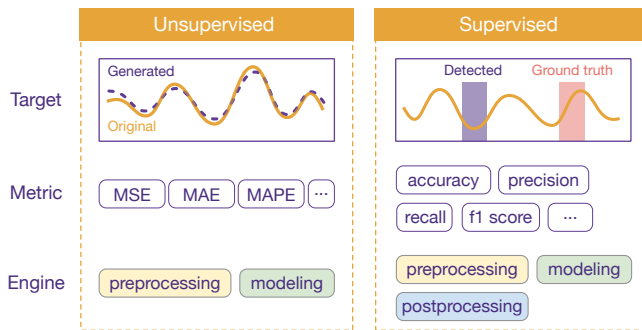 Unsupervised
Supervised
Target
Generated
Original
Detected
Ground truth
Metric
MSE
MAE
MAPE
...
accuracy
precision
recall
f1 score
...
Engine
preprocessing
modeling
preprocessing
modeling
postprocessing